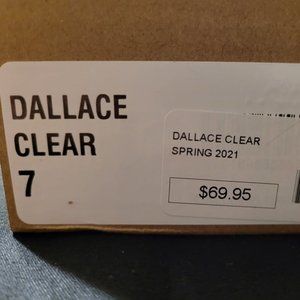 DALLACE
CLEAR
7
DALLACE CLEAR
SPRING 2021
$69.95